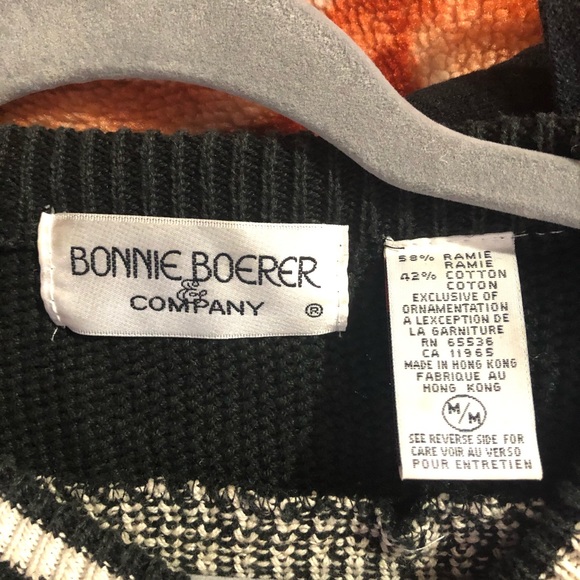 BONNIE BOERER
&
COMPANY ®
58% RAMIE
RAMIE
42% COTTON
COTON
EXCLUSIVE OF
ORNAMENTATION
A LEXCEPTION DE
LA GARNITURE
RN 65536
CA 11965
MADE IN HONG KONG
FABRIQUE AU
HONG KONG
M/M
SEE REVERSE SIDE FOR
CARE VOIR AU VERSO
POUR ENTRETIEN